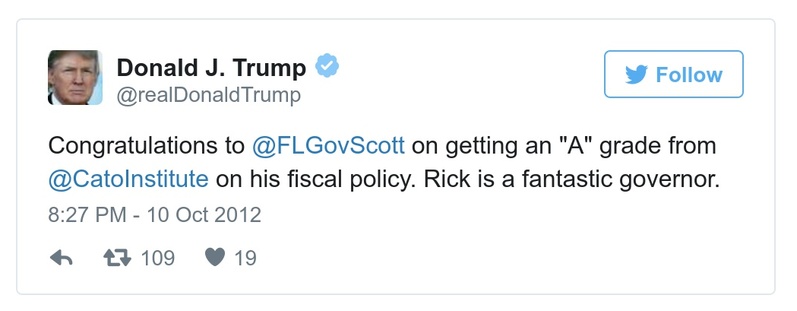 Donald J. Trump
@realDonaldTrump
Follow
Congratulations to @FLGovScott on getting an "A" grade from
@CatoInstitute on his fiscal policy. Rick is a fantastic governor.
8:27 PM - 10 Oct 2012
109 19